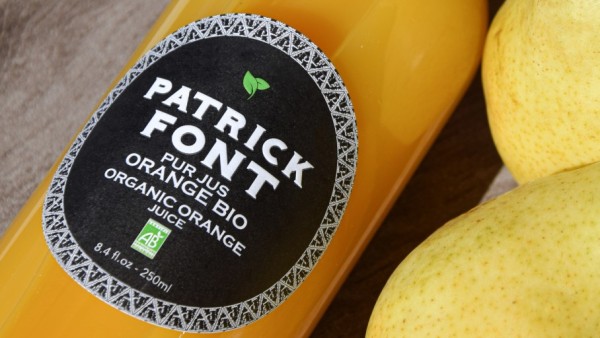 PATRICK
FONT
PUR JUS
ORANGE BIO
ORGANIC ORANGE
JUICE
AB
8.4 fl.oz - 250ml